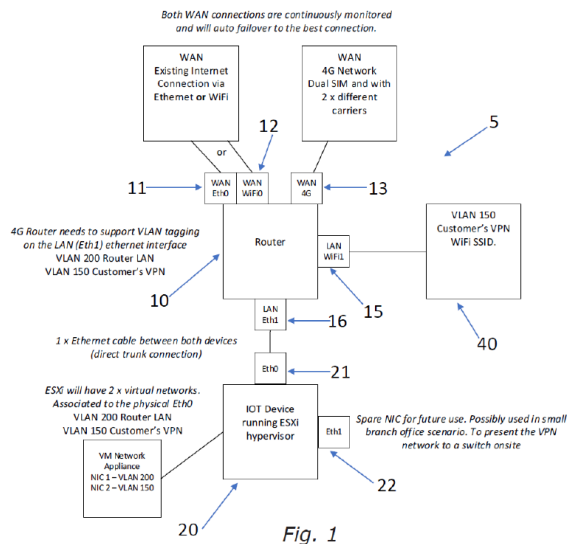 Both WAN connections are continuously monitored
and will auto failover to the best connection.
WAN
Existing Internet
Connection via
Ethernet or WiFi
WAN
4G Network
Dual SIM and with
2 x different
carriers
5
or
12
11
WAN
Eth0
WAN
WiFi0
WAN
4G
13
4G Router needs to support VLAN tagging
on the LAN (Eth1) ethernet interface
VLAN 200 Router LAN
VLAN 150 Customer's VPN
Router
LAN
WiFi1
VLAN 150
Customer's VPN
WiFi SSID.
10
15
40
LAN
Eth1
16
1 x Ethernet cable between both devices
(direct trunk connection)
Eth0
21
ESXi will have 2 x virtual networks.
Associated to the physical Eth0
VLAN 200 Router LAN
VLAN 150 Customer's VPN
IOT Device
running ESXi
hypervisor
Eth1
Spare NIC for future use. Possibly used in small
branch office scenario. To present the VPN
network to a switch onsite
22
VM Network
Appliance
NIC 1 – VLAN 200
NIC 2 – VLAN 150
20
Fig. 1